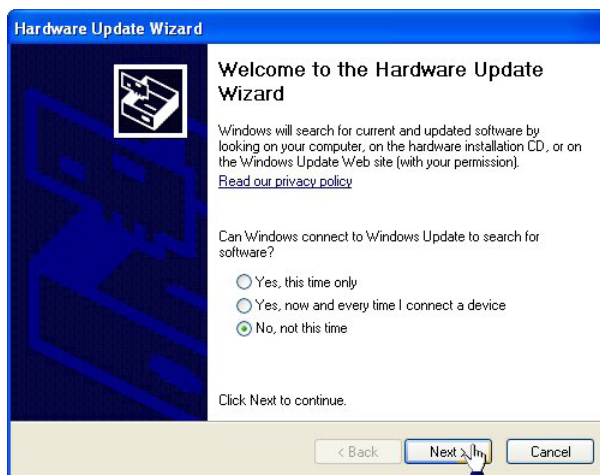 Hardware Update Wizard
Welcome to the Hardware Update
Wizard
Windows will search for current and updated software by
looking on your computer, on the hardware installation CD, or on
the Windows Update Web site (with your permission).
Read our privacy policy
Can Windows connect to Windows Update to search for
software?
Yes, this time only
Yes, now and every time I connect a device
No, not this time
Click Next to continue.
< Back
Next >
Cancel